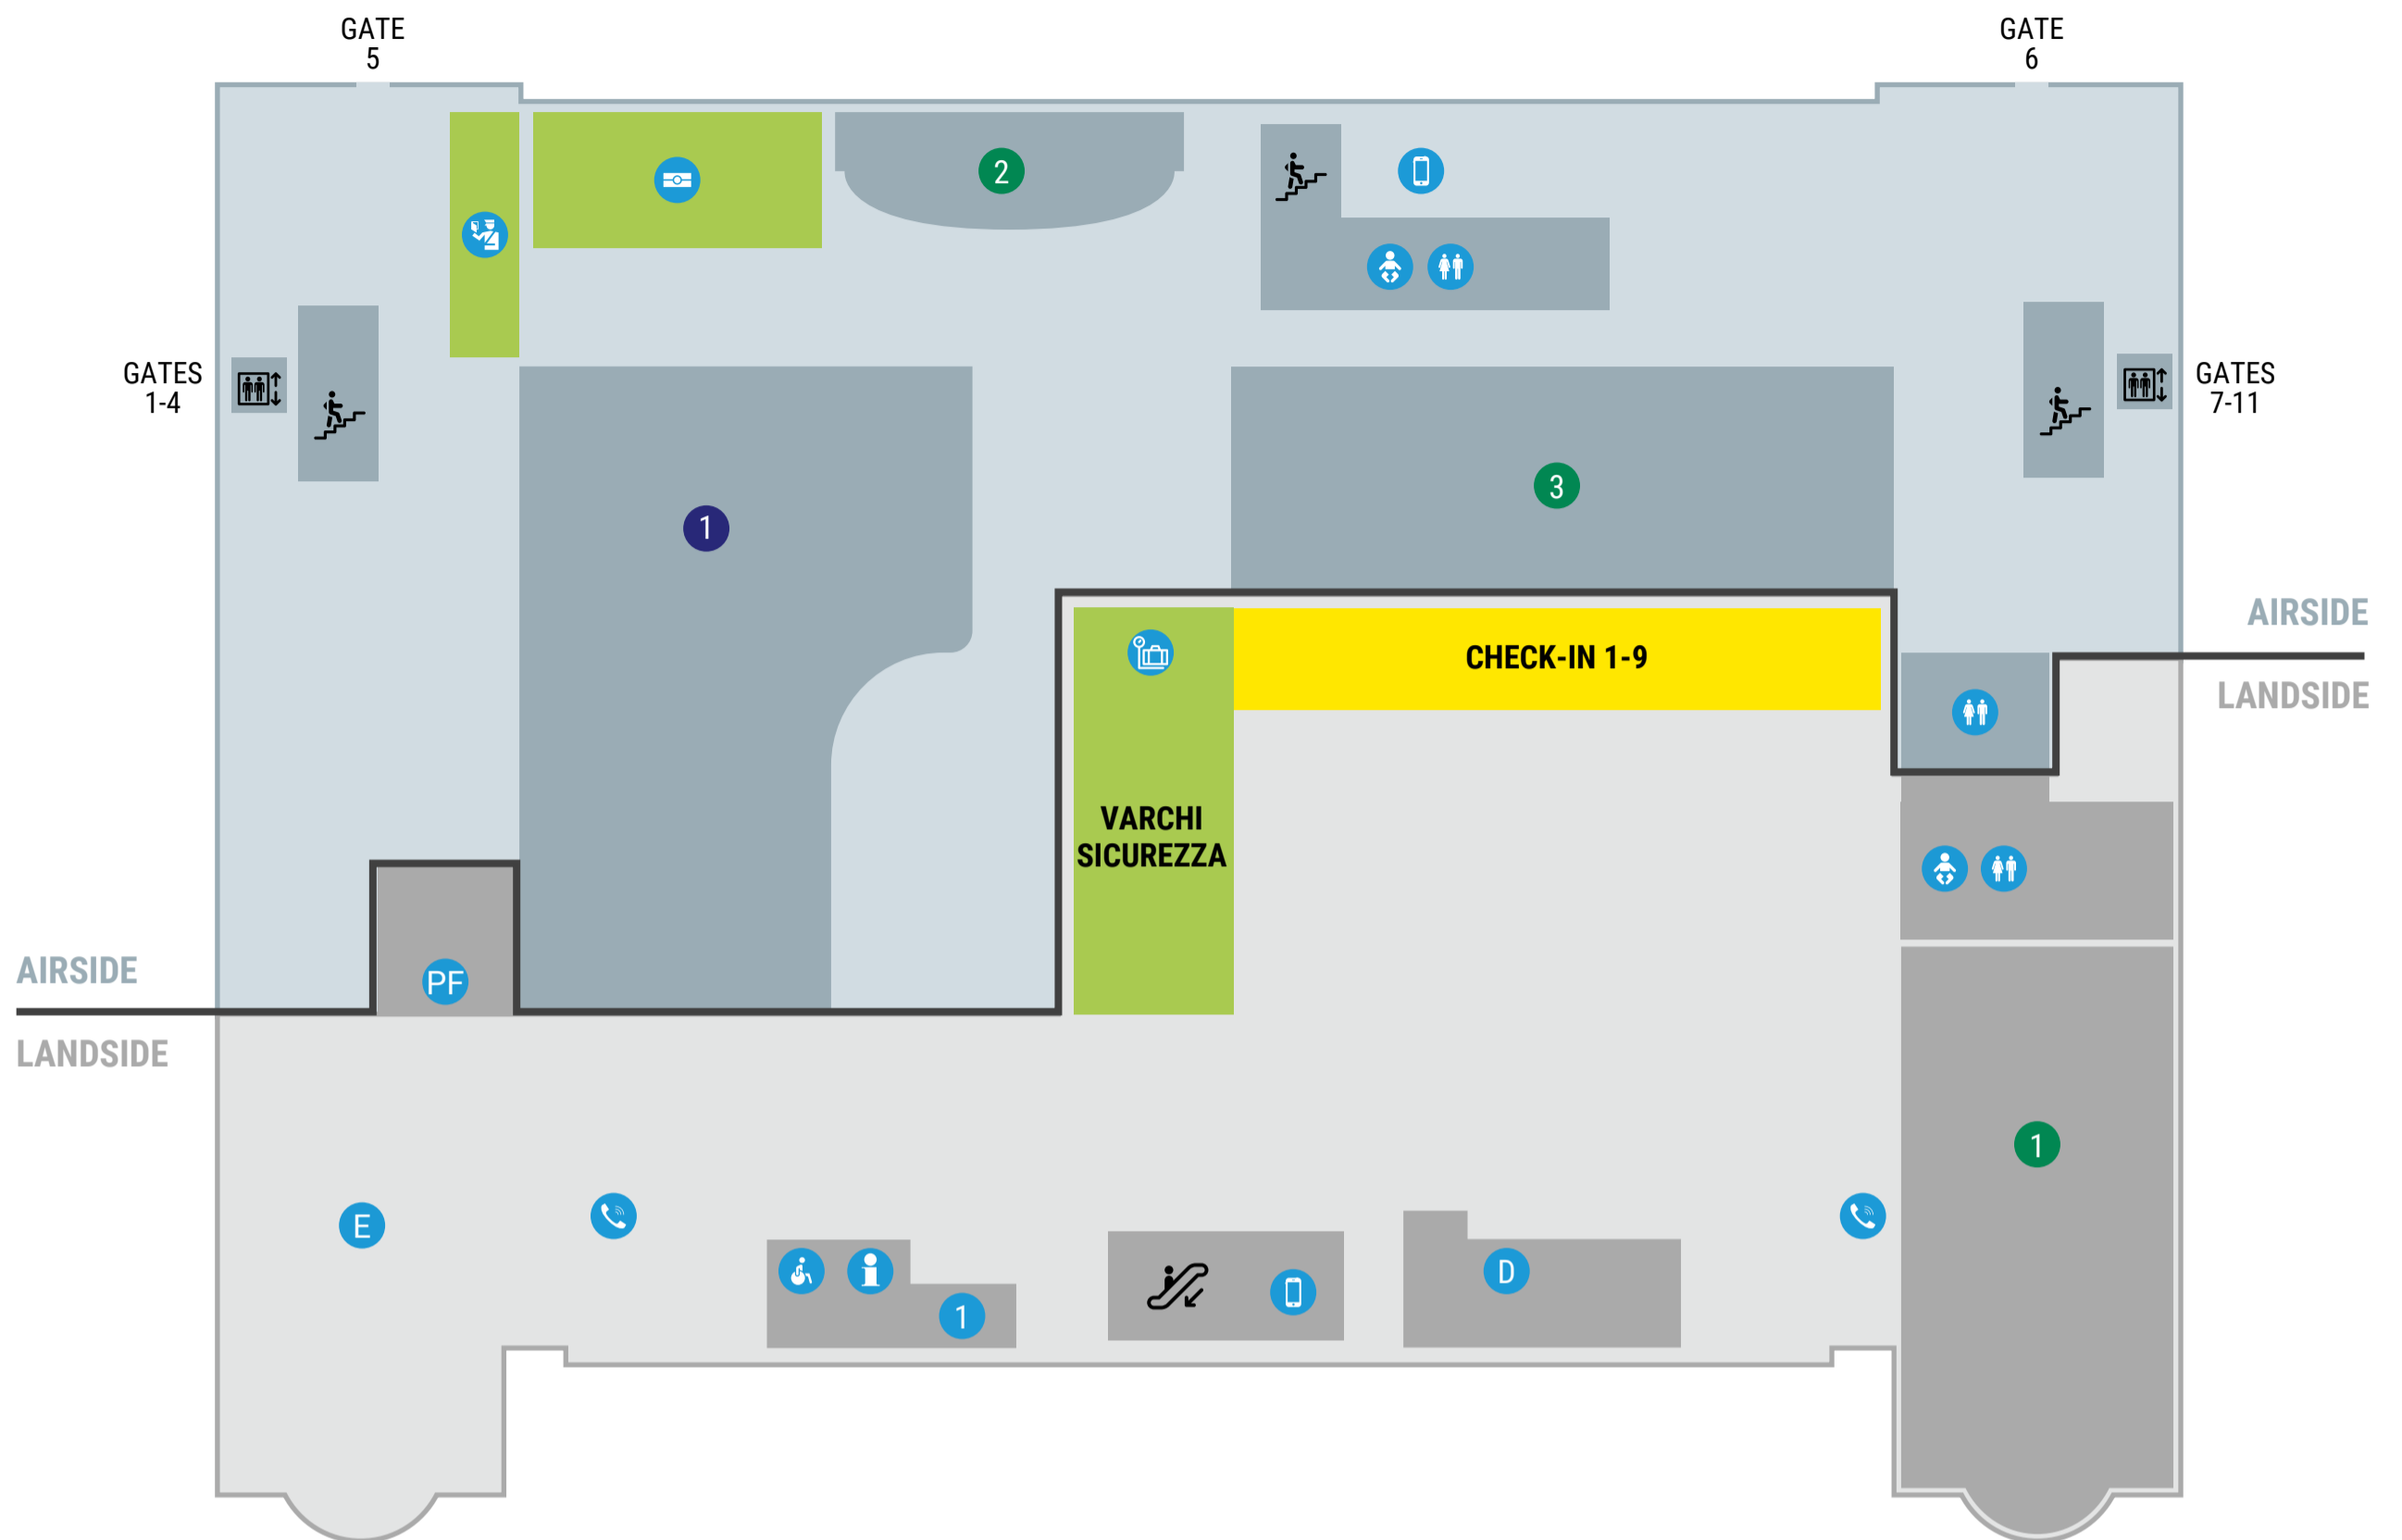 GATE
5
GATE
6
2
GATES
1-4
GATES
7-11
3
1
AIRSIDE
LANDSIDE
CHECK-IN 1-9
VARCHI
SICUREZZA
AIRSIDE
LANDSIDE
PF
1
E
D
1